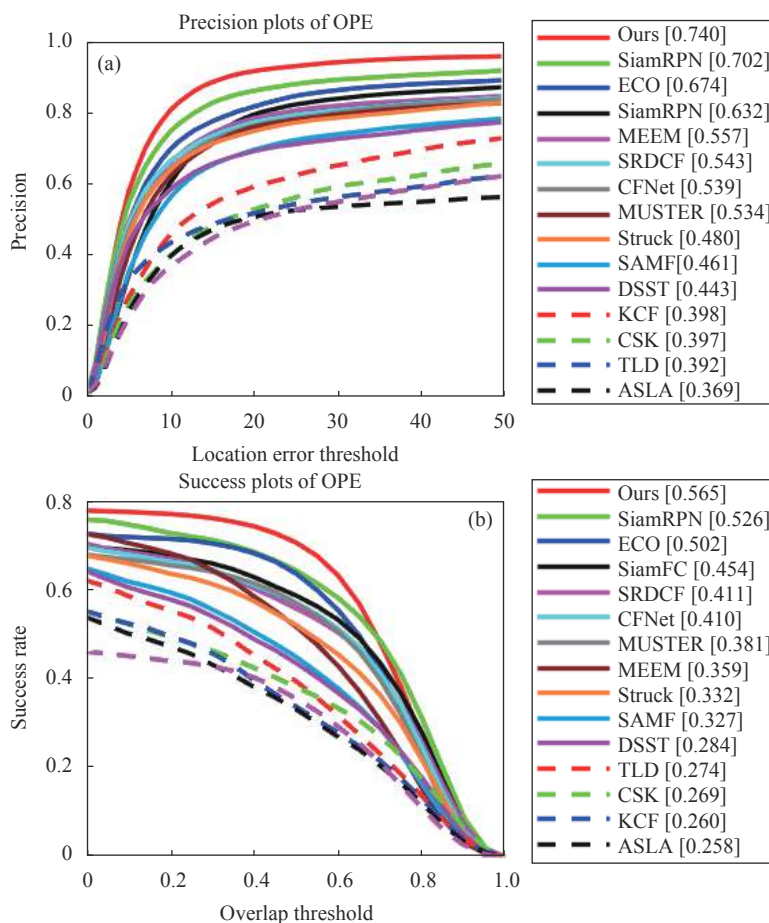 Precision plots of OPE
(a)
1.0
0.8
0.6
0.4
0.2
0
Precision
0 10 20 30 40 50
Location error threshold
Ours [0.740]
SiamRPN [0.702]
ECO [0.674]
SiamRPN [0.632]
MEEM [0.557]
SRDCF [0.543]
CFNet [0.539]
MUSTER [0.534]
Struck [0.480]
SAMF[0.461]
DSST [0.443]
KCF [0.398]
CSK [0.397]
TLD [0.392]
ASLA [0.369]
Success plots of OPE
(b)
0.8
0.6
0.4
0.2
0
Success rate
0 0.2 0.4 0.6 0.8 1.0
Overlap threshold
Ours [0.565]
SiamRPN [0.526]
ECO [0.502]
SiamFC [0.454]
SRDCF [0.411]
CFNet [0.410]
MUSTER [0.381]
MEEM [0.359]
Struck [0.332]
SAMF [0.327]
DSST [0.284]
TLD [0.274]
CSK [0.269]
KCF [0.260]
ASLA [0.258]